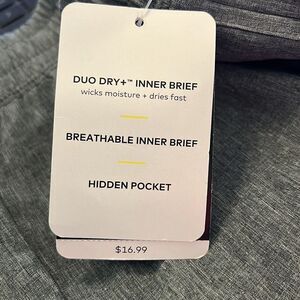 DUO DRY+™ INNER BRIEF
wicks moisture + dries fast
BREATHABLE INNER BRIEF
HIDDEN POCKET
$16.99